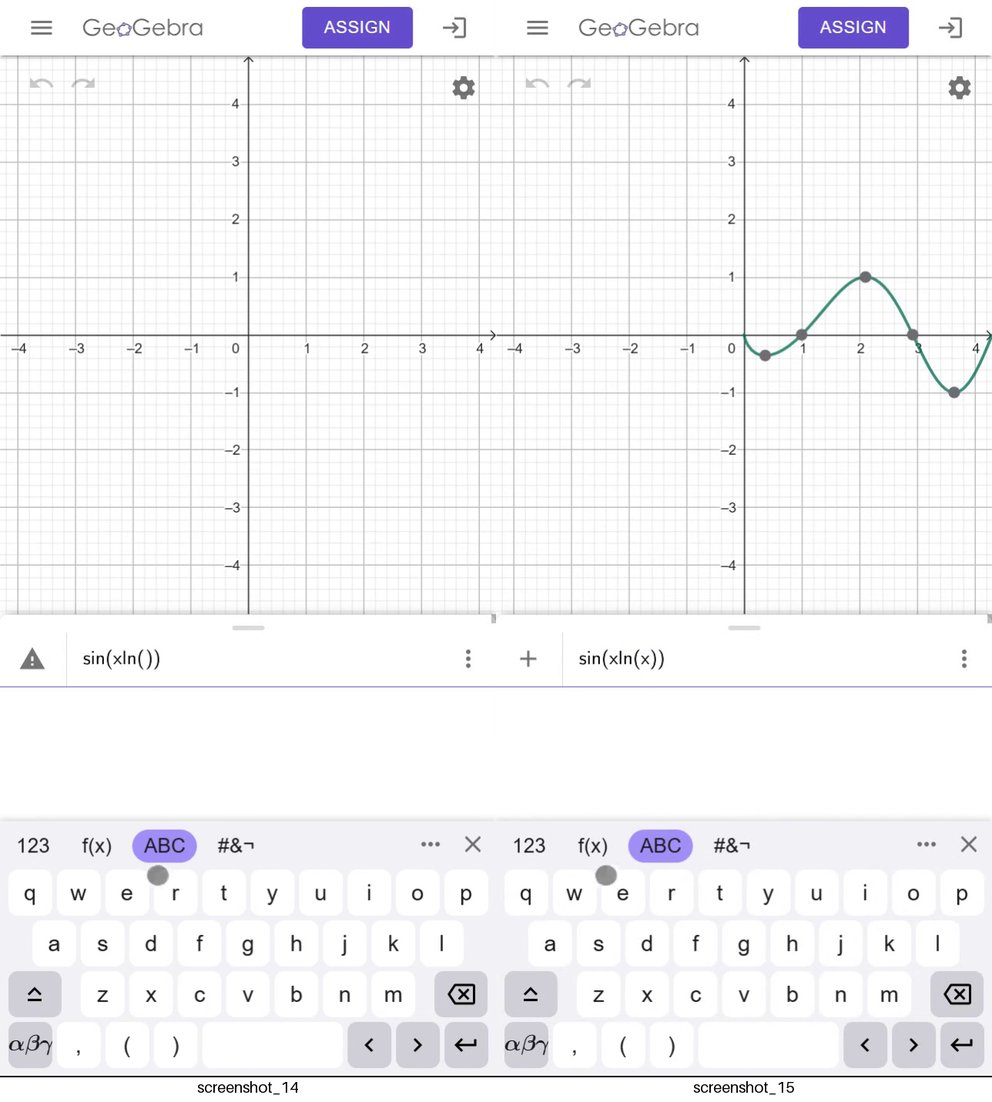 GeoGebra ASSIGN
4
3
2
1
−4 −3 −2 −1 0 1 2 3 4
−1
−2
−3
−4
sin(xln())
123 f(x) ABC #&¬ ...
q w e r t y u i o p
a s d f g h j k l
z x c v b n m
αβγ , ( ) < >
screenshot_14
GeoGebra ASSIGN
4
3
2
1
−4 −3 −2 −1 0 1 2 3 4
−1
−2
−3
−4
sin(xln(x))
123 f(x) ABC #&¬ ...
q w e r t y u i o p
a s d f g h j k l
z x c v b n m
αβγ , ( ) < >
screenshot_15